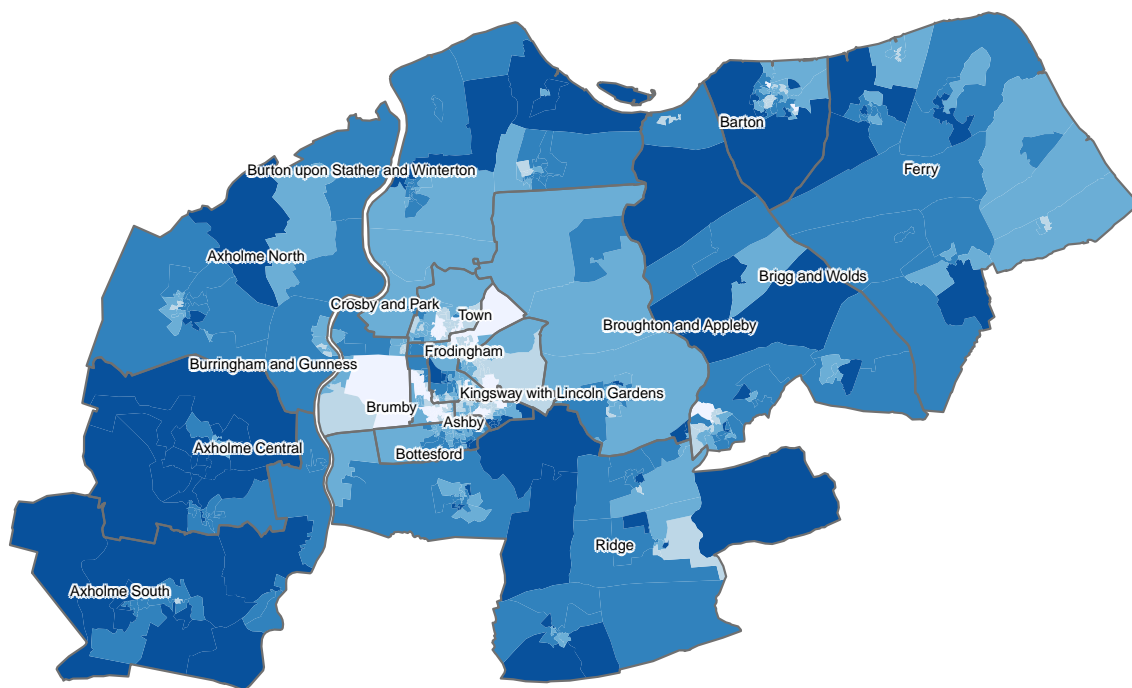 Barton
Burton upon Stather and Winterton
Ferry
Axholme North
Brigg and Wolds
Crosby and Park
Town
Broughton and Appleby
Frodingham
Burringham and Gunness
Kingsway with Lincoln Gardens
Brumby
Ashby
Axholme Central
Bottesford
Ridge
Axholme South